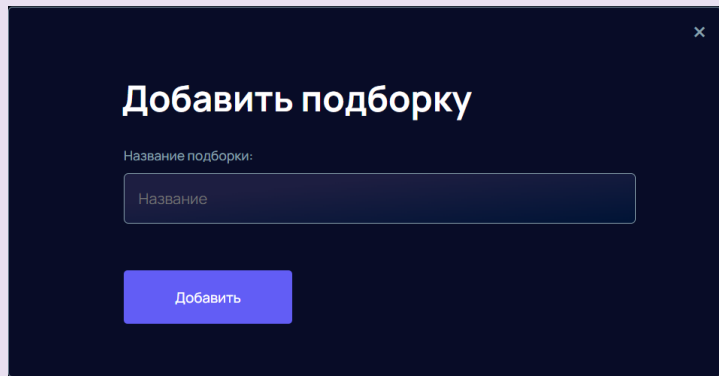 Добавить подборку
Название подборки:
Название
Добавить